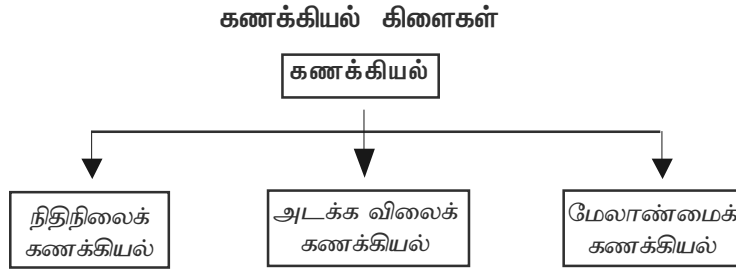 கணக்கியல் கிளைகள்
கணக்கியல்
நிதிநிலைக்
கணக்கியல்
அடக்க விலைக்
கணக்கியல்
மேலாண்மைக்
கணக்கியல்